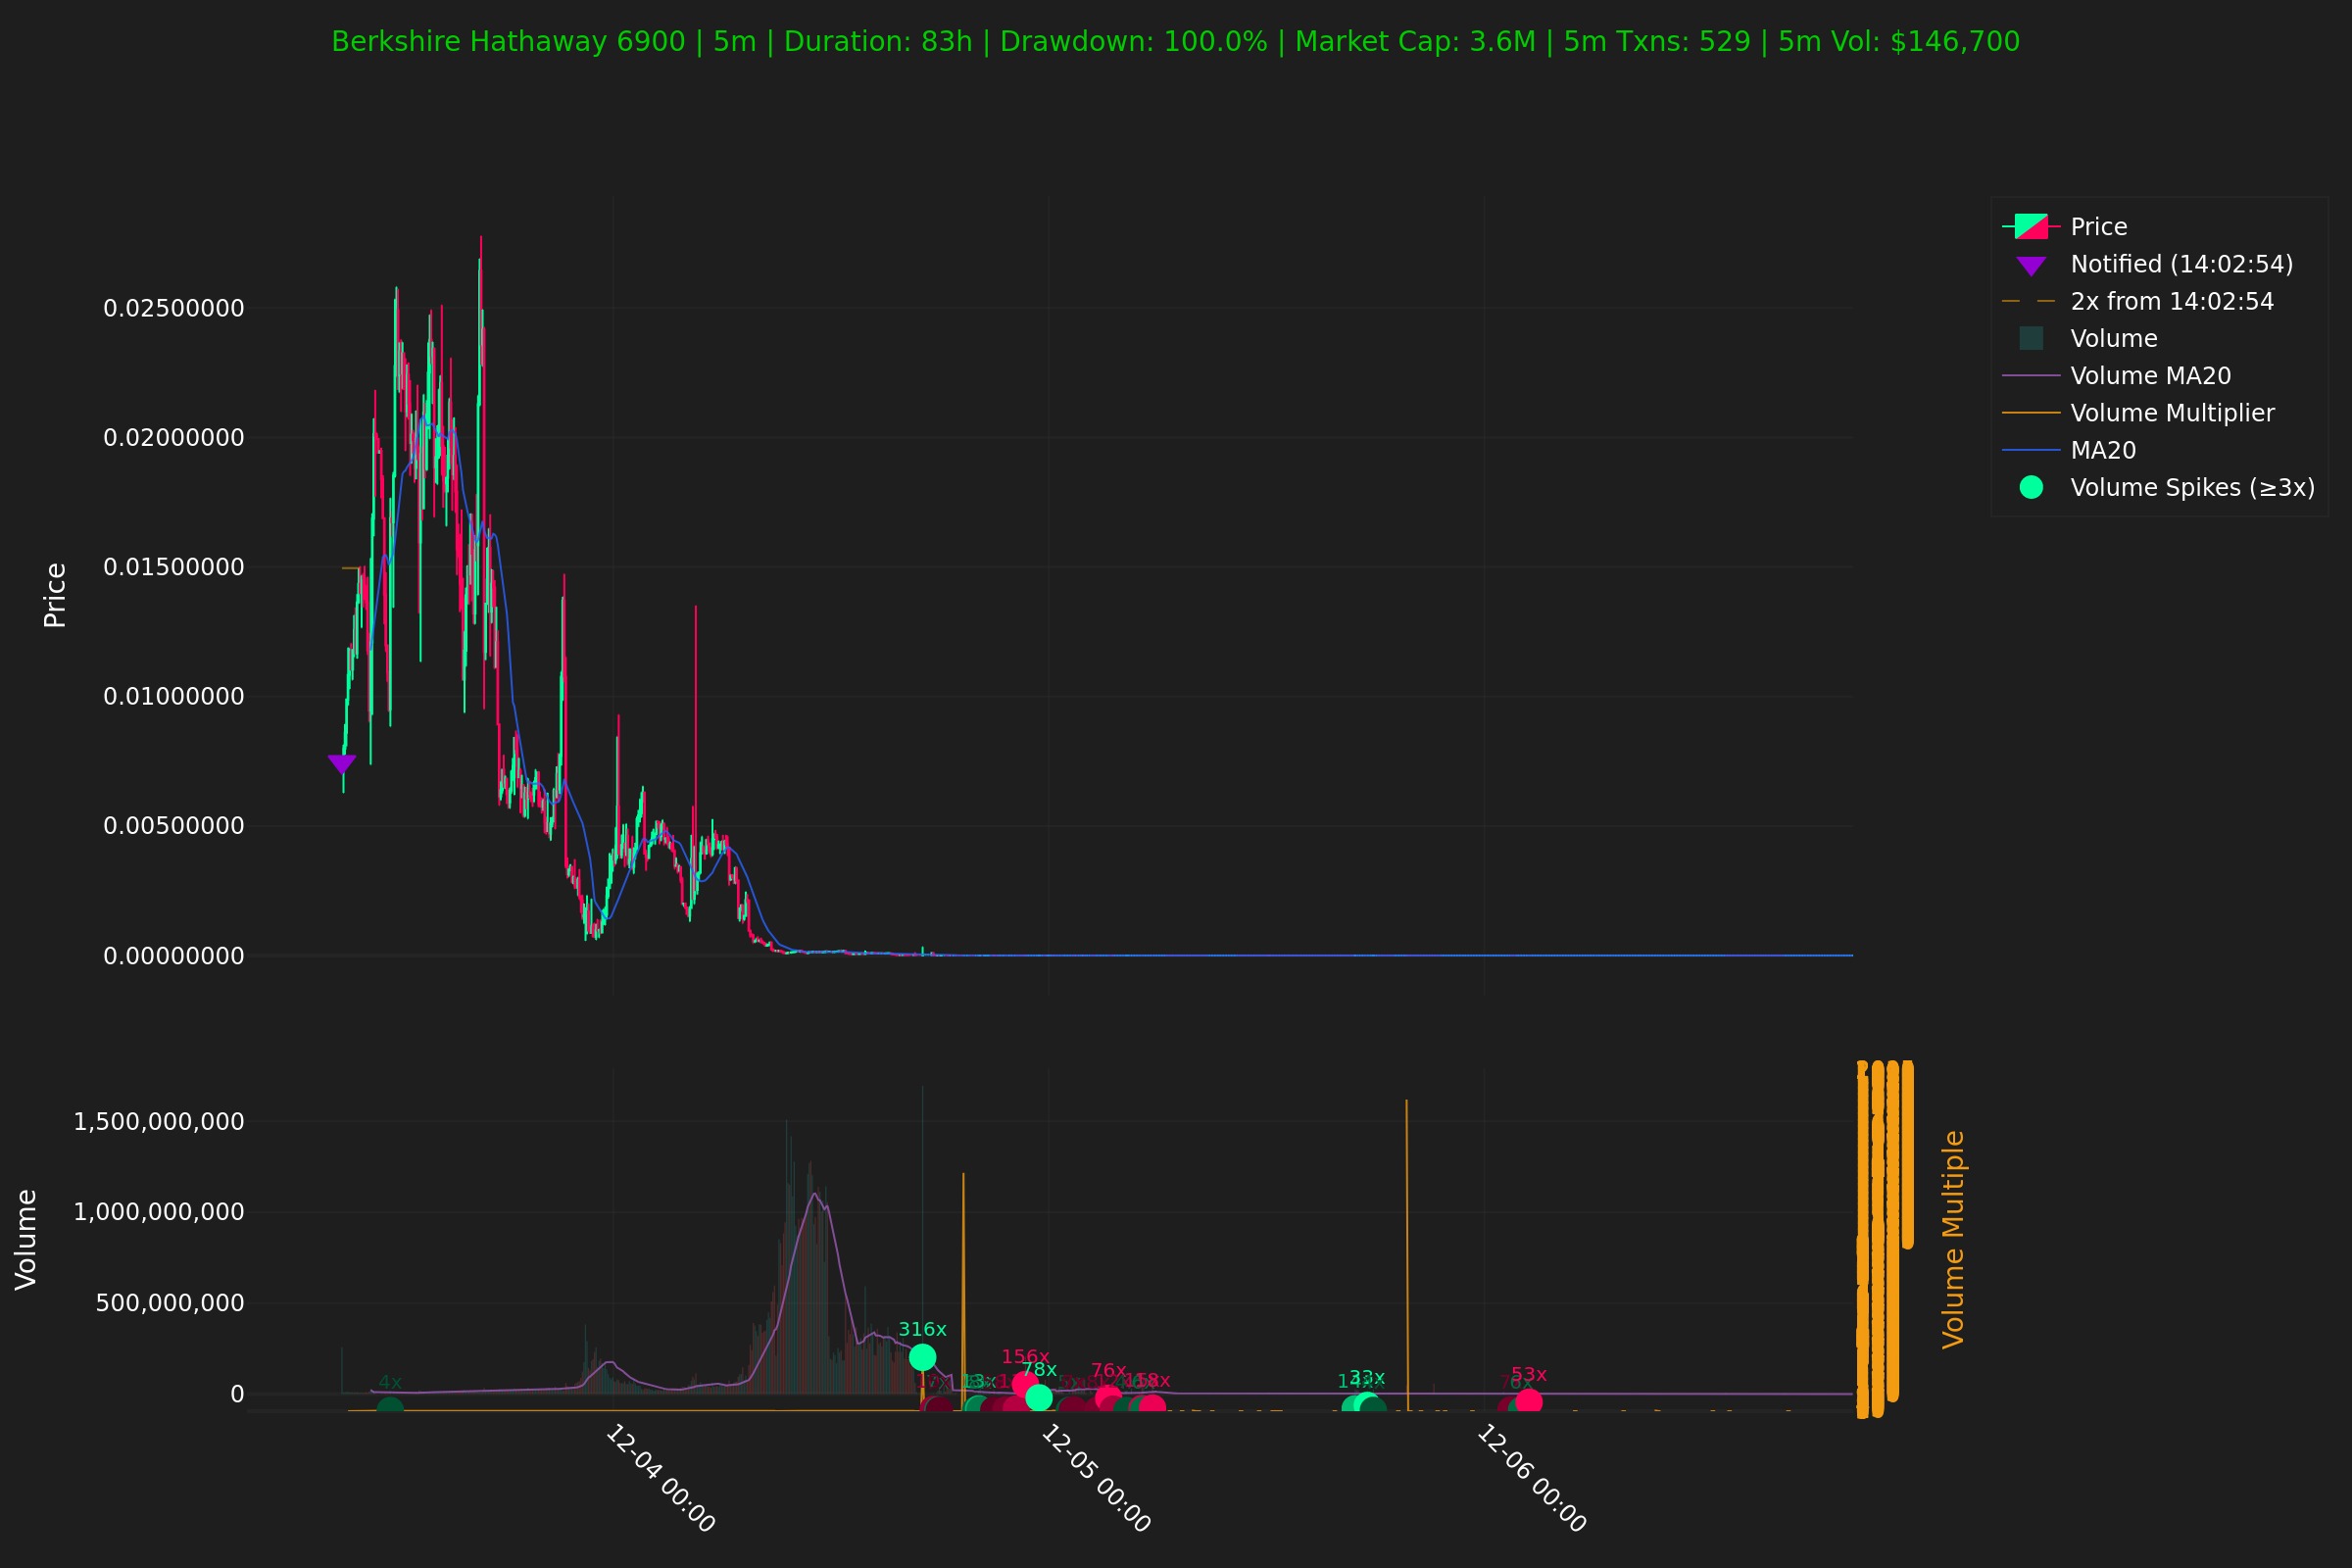 Berkshire Hathaway 6900 | 5m | Duration: 83h | Drawdown: 100.0% | Market Cap: 3.6M | 5m Txns: 529 | 5m Vol: $146,700
Price
Notified (14:02:54)
2x from 14:02:54
Volume
Volume MA20
Volume Multiplier
MA20
Volume Spikes (≥3x)
Price
0.02500000
0.02000000
0.01500000
0.01000000
0.00500000
0.00000000
Volume
1,500,000,000
1,000,000,000
500,000,000
0
4x
316x
13x
156x
78x
76x
158x
33x
53x
Volume Multiple
12-04 00:00
12-05 00:00
12-06 00:00